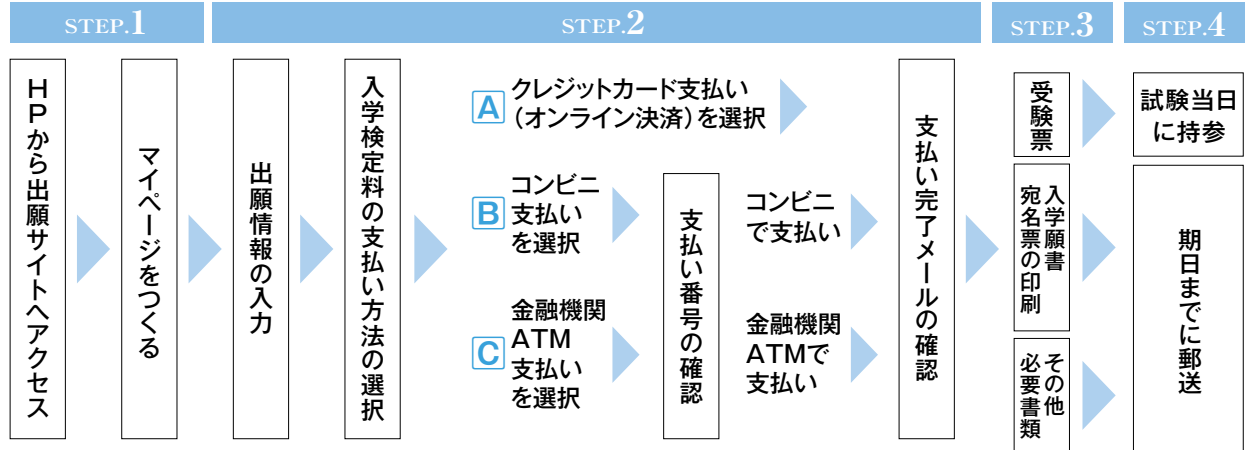 STEP.1
STEP.2
STEP.3
STEP.4
HPから出願サイトへアクセス
マイページをつくる
出願情報の入力
入学検定料の支払い方法の選択
A
クレジットカード支払い
（オンライン決済）を選択
B
コンビニ
支払い
を選択
C
金融機関
ATM
支払い
を選択
支払い番号の確認
コンビニ
で支払い
金融機関
ATMで
支払い
支払い完了メールの確認
受験票
入学願書
宛名票の印刷
その他
必要書類
試験当日
に持参
期日までに郵送